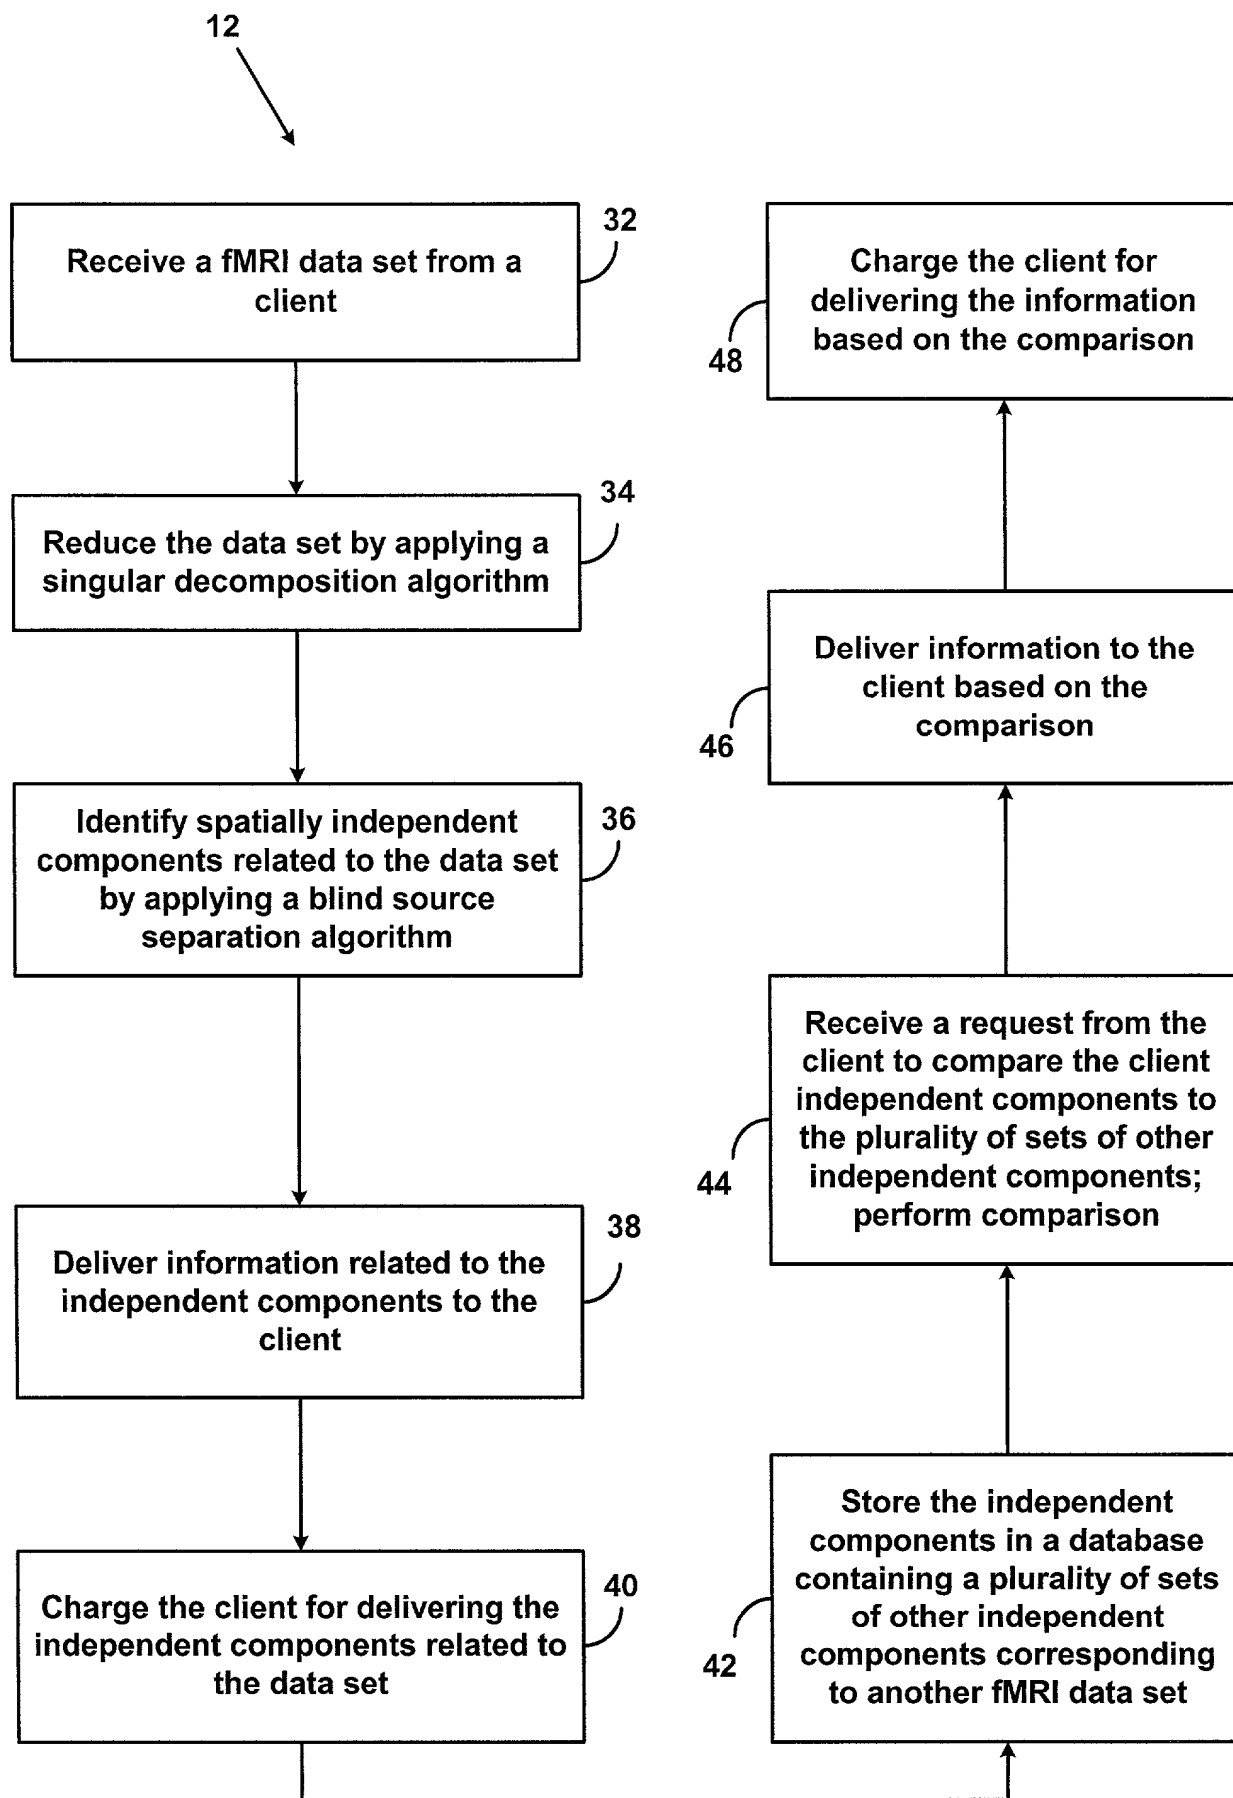 12
Receive a fMRI data set from a
client
32
Reduce the data set by applying a
singular decomposition algorithm
34
Identify spatially independent
components related to the data set
by applying a blind source
separation algorithm
36
Deliver information related to the
independent components to the
client
38
Charge the client for delivering the
independent components related to
the data set
40
Store the independent
components in a database
containing a plurality of sets
of other independent
components corresponding
to another fMRI data set
42
Receive a request from the
client to compare the client
independent components to
the plurality of sets of other
independent components;
perform comparison
44
Deliver information to the
client based on the
comparison
46
Charge the client for
delivering the information
based on the comparison
48